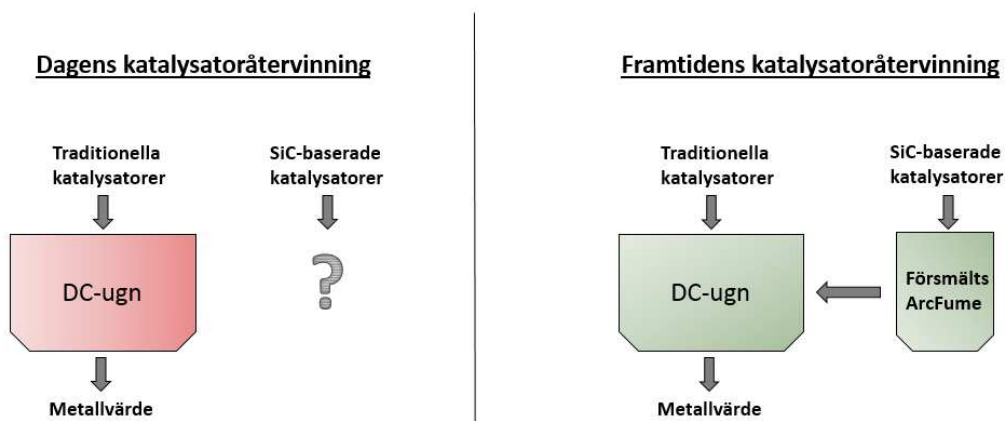 Dagens katalysatoråtervinning
Traditionella
katalysatorer
SiC-baserade
katalysatorer
DC-ugn
?
Metallvärde
Framtidens katalysatoråtervinning
Traditionella
katalysatorer
SiC-baserade
katalysatorer
DC-ugn
Försmälts
ArcFume
Metallvärde